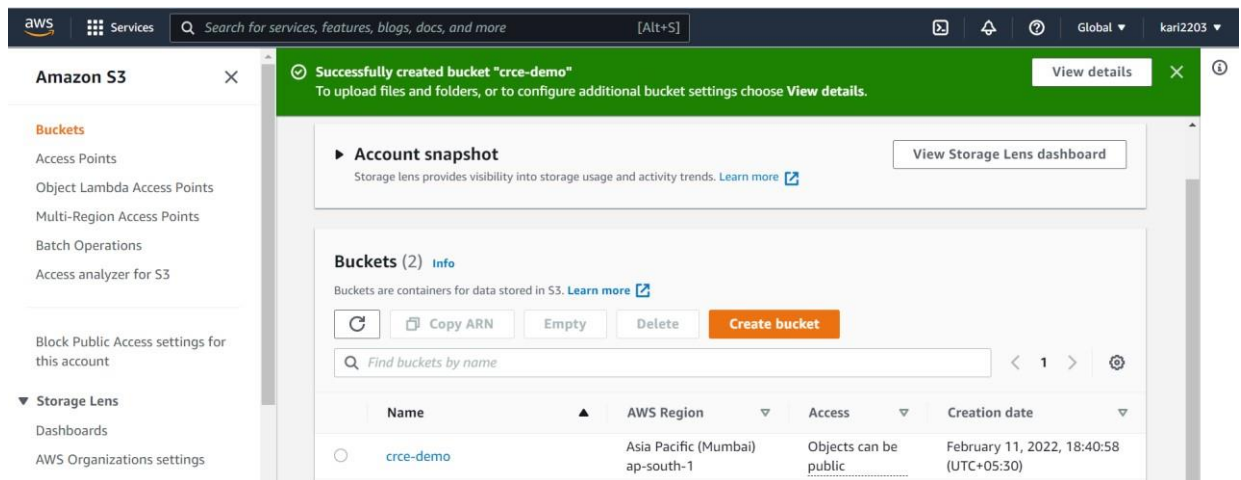 aws Services Search for services, features, blogs, docs, and more [Alt+S] Global kari2203
Amazon S3
Buckets
Access Points
Object Lambda Access Points
Multi-Region Access Points
Batch Operations
Access analyzer for S3
Block Public Access settings for
this account
Storage Lens
Dashboards
AWS Organizations settings
Successfully created bucket "crce-demo"
To upload files and folders, or to configure additional bucket settings choose View details.
View details
Account snapshot
Storage lens provides visibility into storage usage and activity trends. Learn more
View Storage Lens dashboard
Buckets (2) Info
Buckets are containers for data stored in S3. Learn more
Copy ARN Empty Delete Create bucket
Find buckets by name
1
Name AWS Region Access Creation date
crce-demo Asia Pacific (Mumbai) Objects can be February 11, 2022, 18:40:58
ap-south-1 public (UTC+05:30)